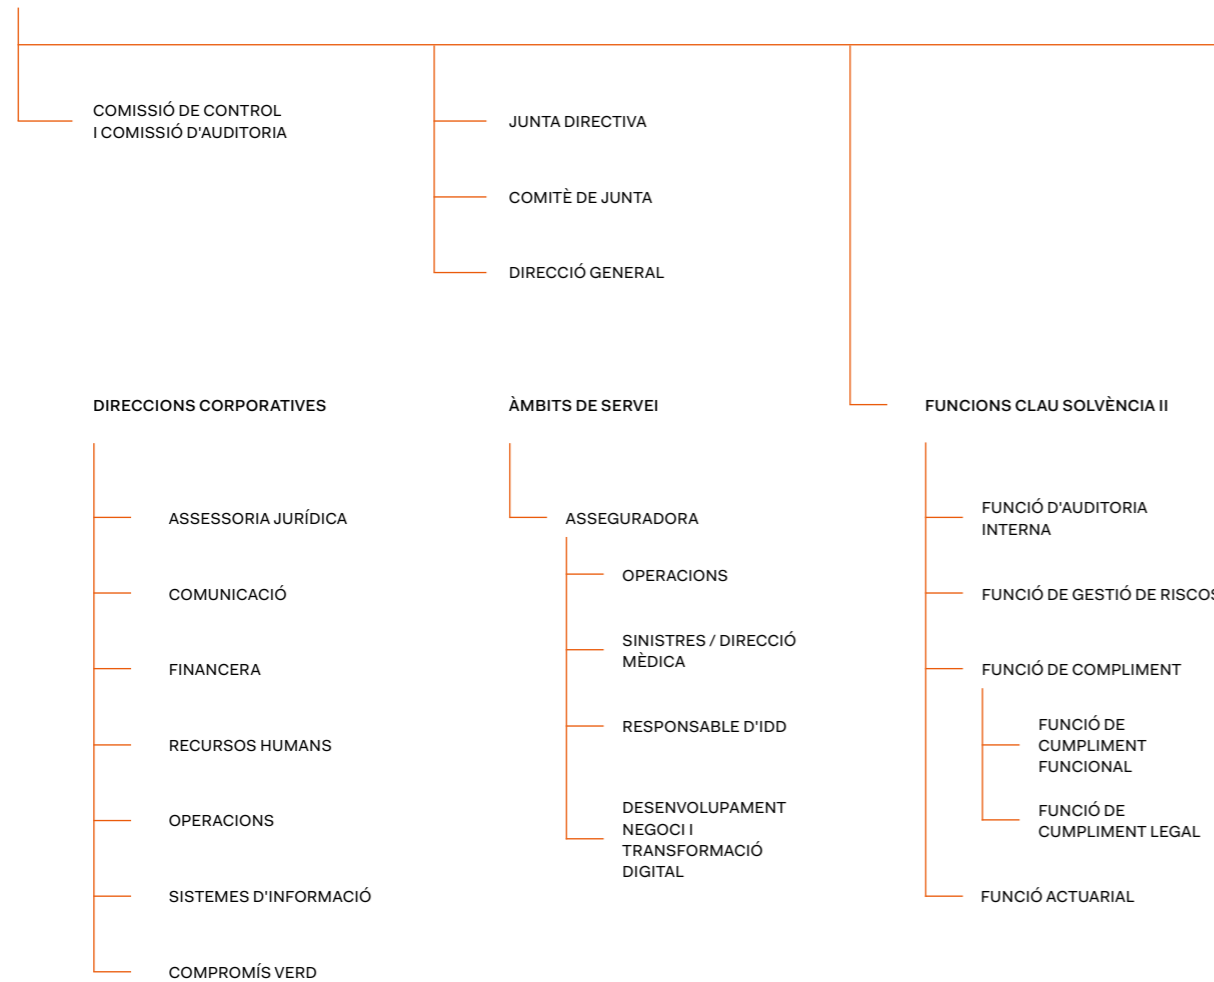 COMISSIÓ DE CONTROL
I COMISSIÓ D'AUDITORIA
JUNTA DIRECTIVA
COMITÈ DE JUNTA
DIRECCIÓ GENERAL
DIRECCIONS CORPORATIVES
ASSESSORIA JURÍDICA
COMUNICACIÓ
FINANCERA
RECURSOS HUMANS
OPERACIONS
SISTEMES D'INFORMACIÓ
COMPROMÍS VERD
ÀMBITS DE SERVEI
ASSEGURADORA
OPERACIONS
SINISTRES / DIRECCIÓ
MÈDICA
RESPONSABLE D'IDD
DESENVOLUPAMENT
NEGOCI I
TRANSFORMACIÓ
DIGITAL
FUNCIONS CLAU SOLVÈNCIA II
FUNCIÓ D'AUDITORIA
INTERNA
FUNCIÓ DE GESTIÓ DE RISCOS
FUNCIÓ DE COMPLIMENT
FUNCIÓ DE
CUMPLIMENT
FUNCIONAL
FUNCIÓ DE
CUMPLIMENT LEGAL
FUNCIÓ ACTUARIAL